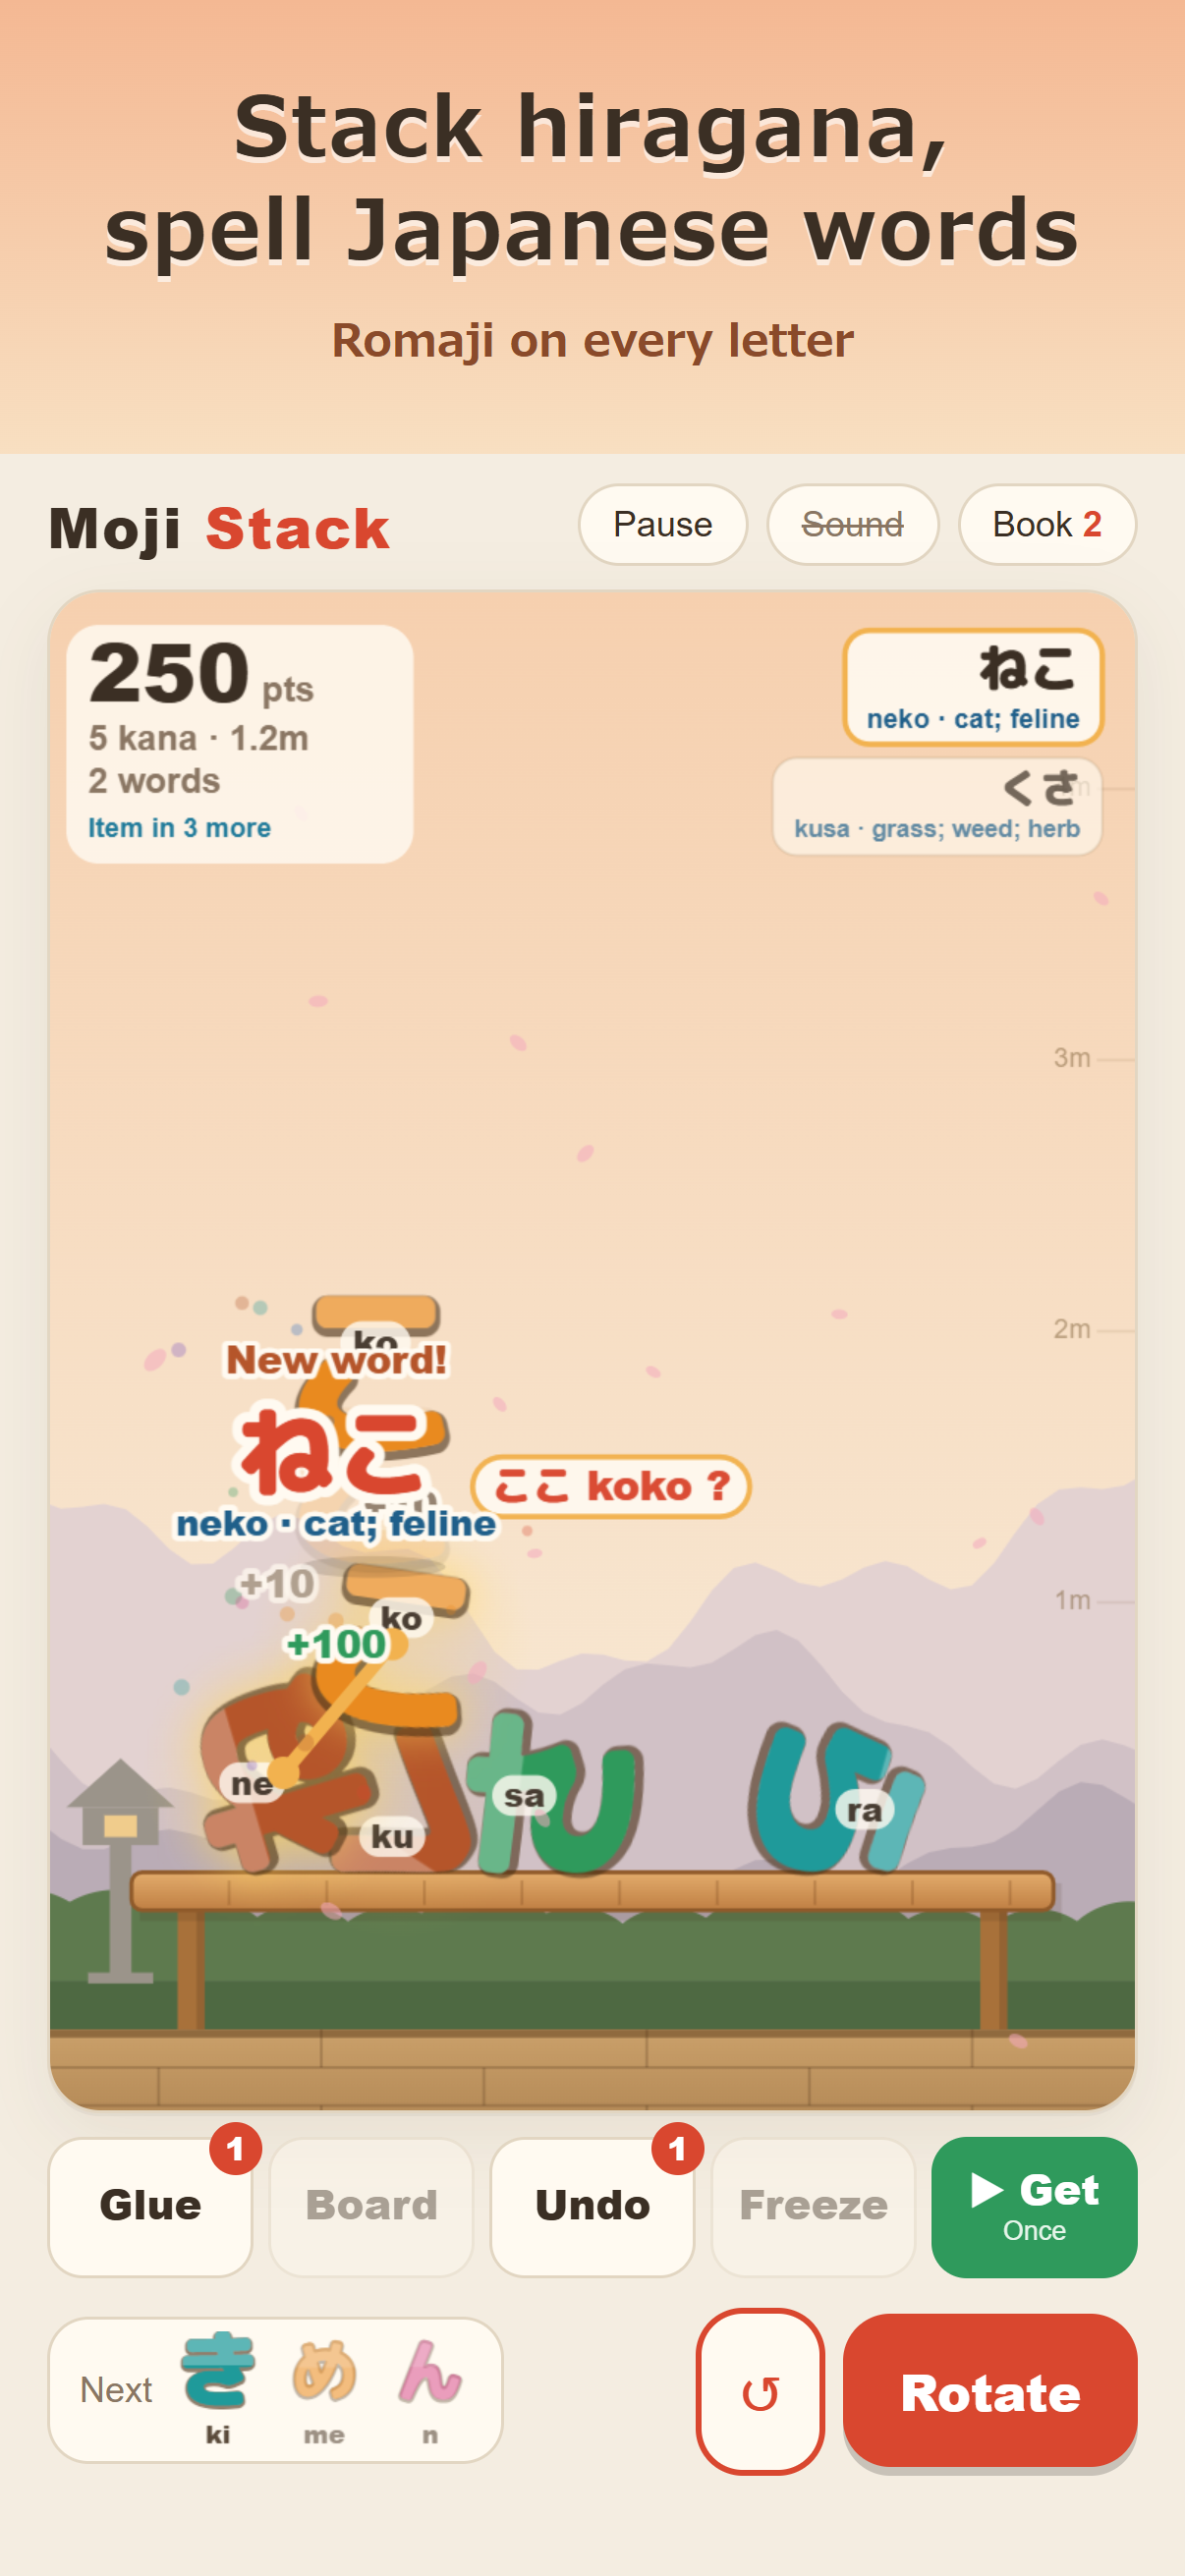 Stack hiragana,
spell Japanese words
Romaji on every letter
Moji Stack
Pause
Sound
Book 2
250 pts
5 kana · 1.2m
2 words
Item in 3 more
ねこ
neko · cat; feline
くさ
kusa · grass; weed; herb
3m
2m
ko
New word!
ねこ
ここ koko ?
neko · cat; feline
+10
1m
ko
+100
ne
sa
ra
ku
Glue 1
Board
Undo 1
Freeze
▶ Get
Once
Next
き め ん
ki me n
↺
Rotate